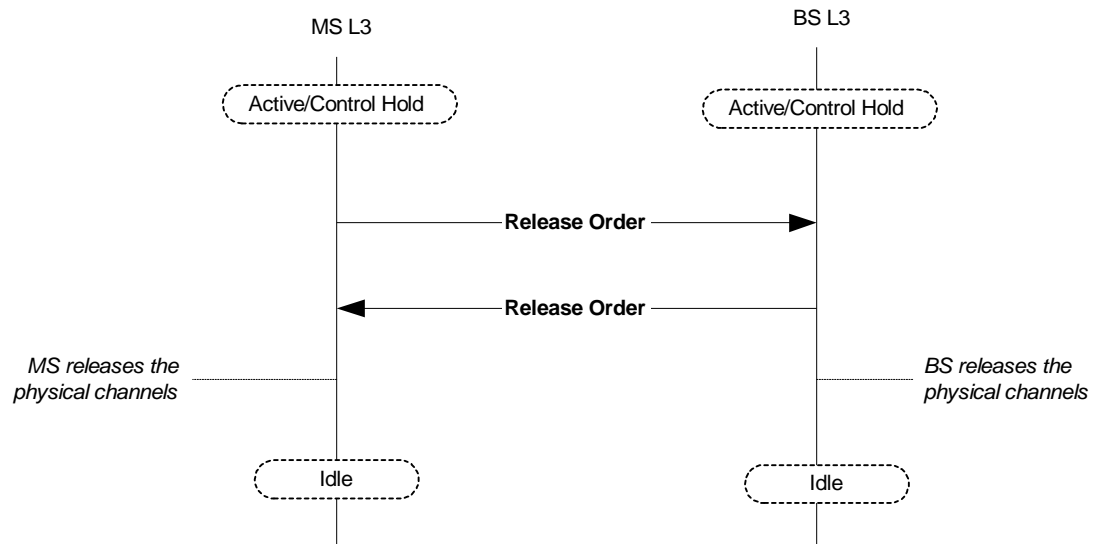 MS L3
BS L3
Active/Control Hold
Active/Control Hold
Release Order
Release Order
MS releases the
physical channels
BS releases the
physical channels
Idle
Idle